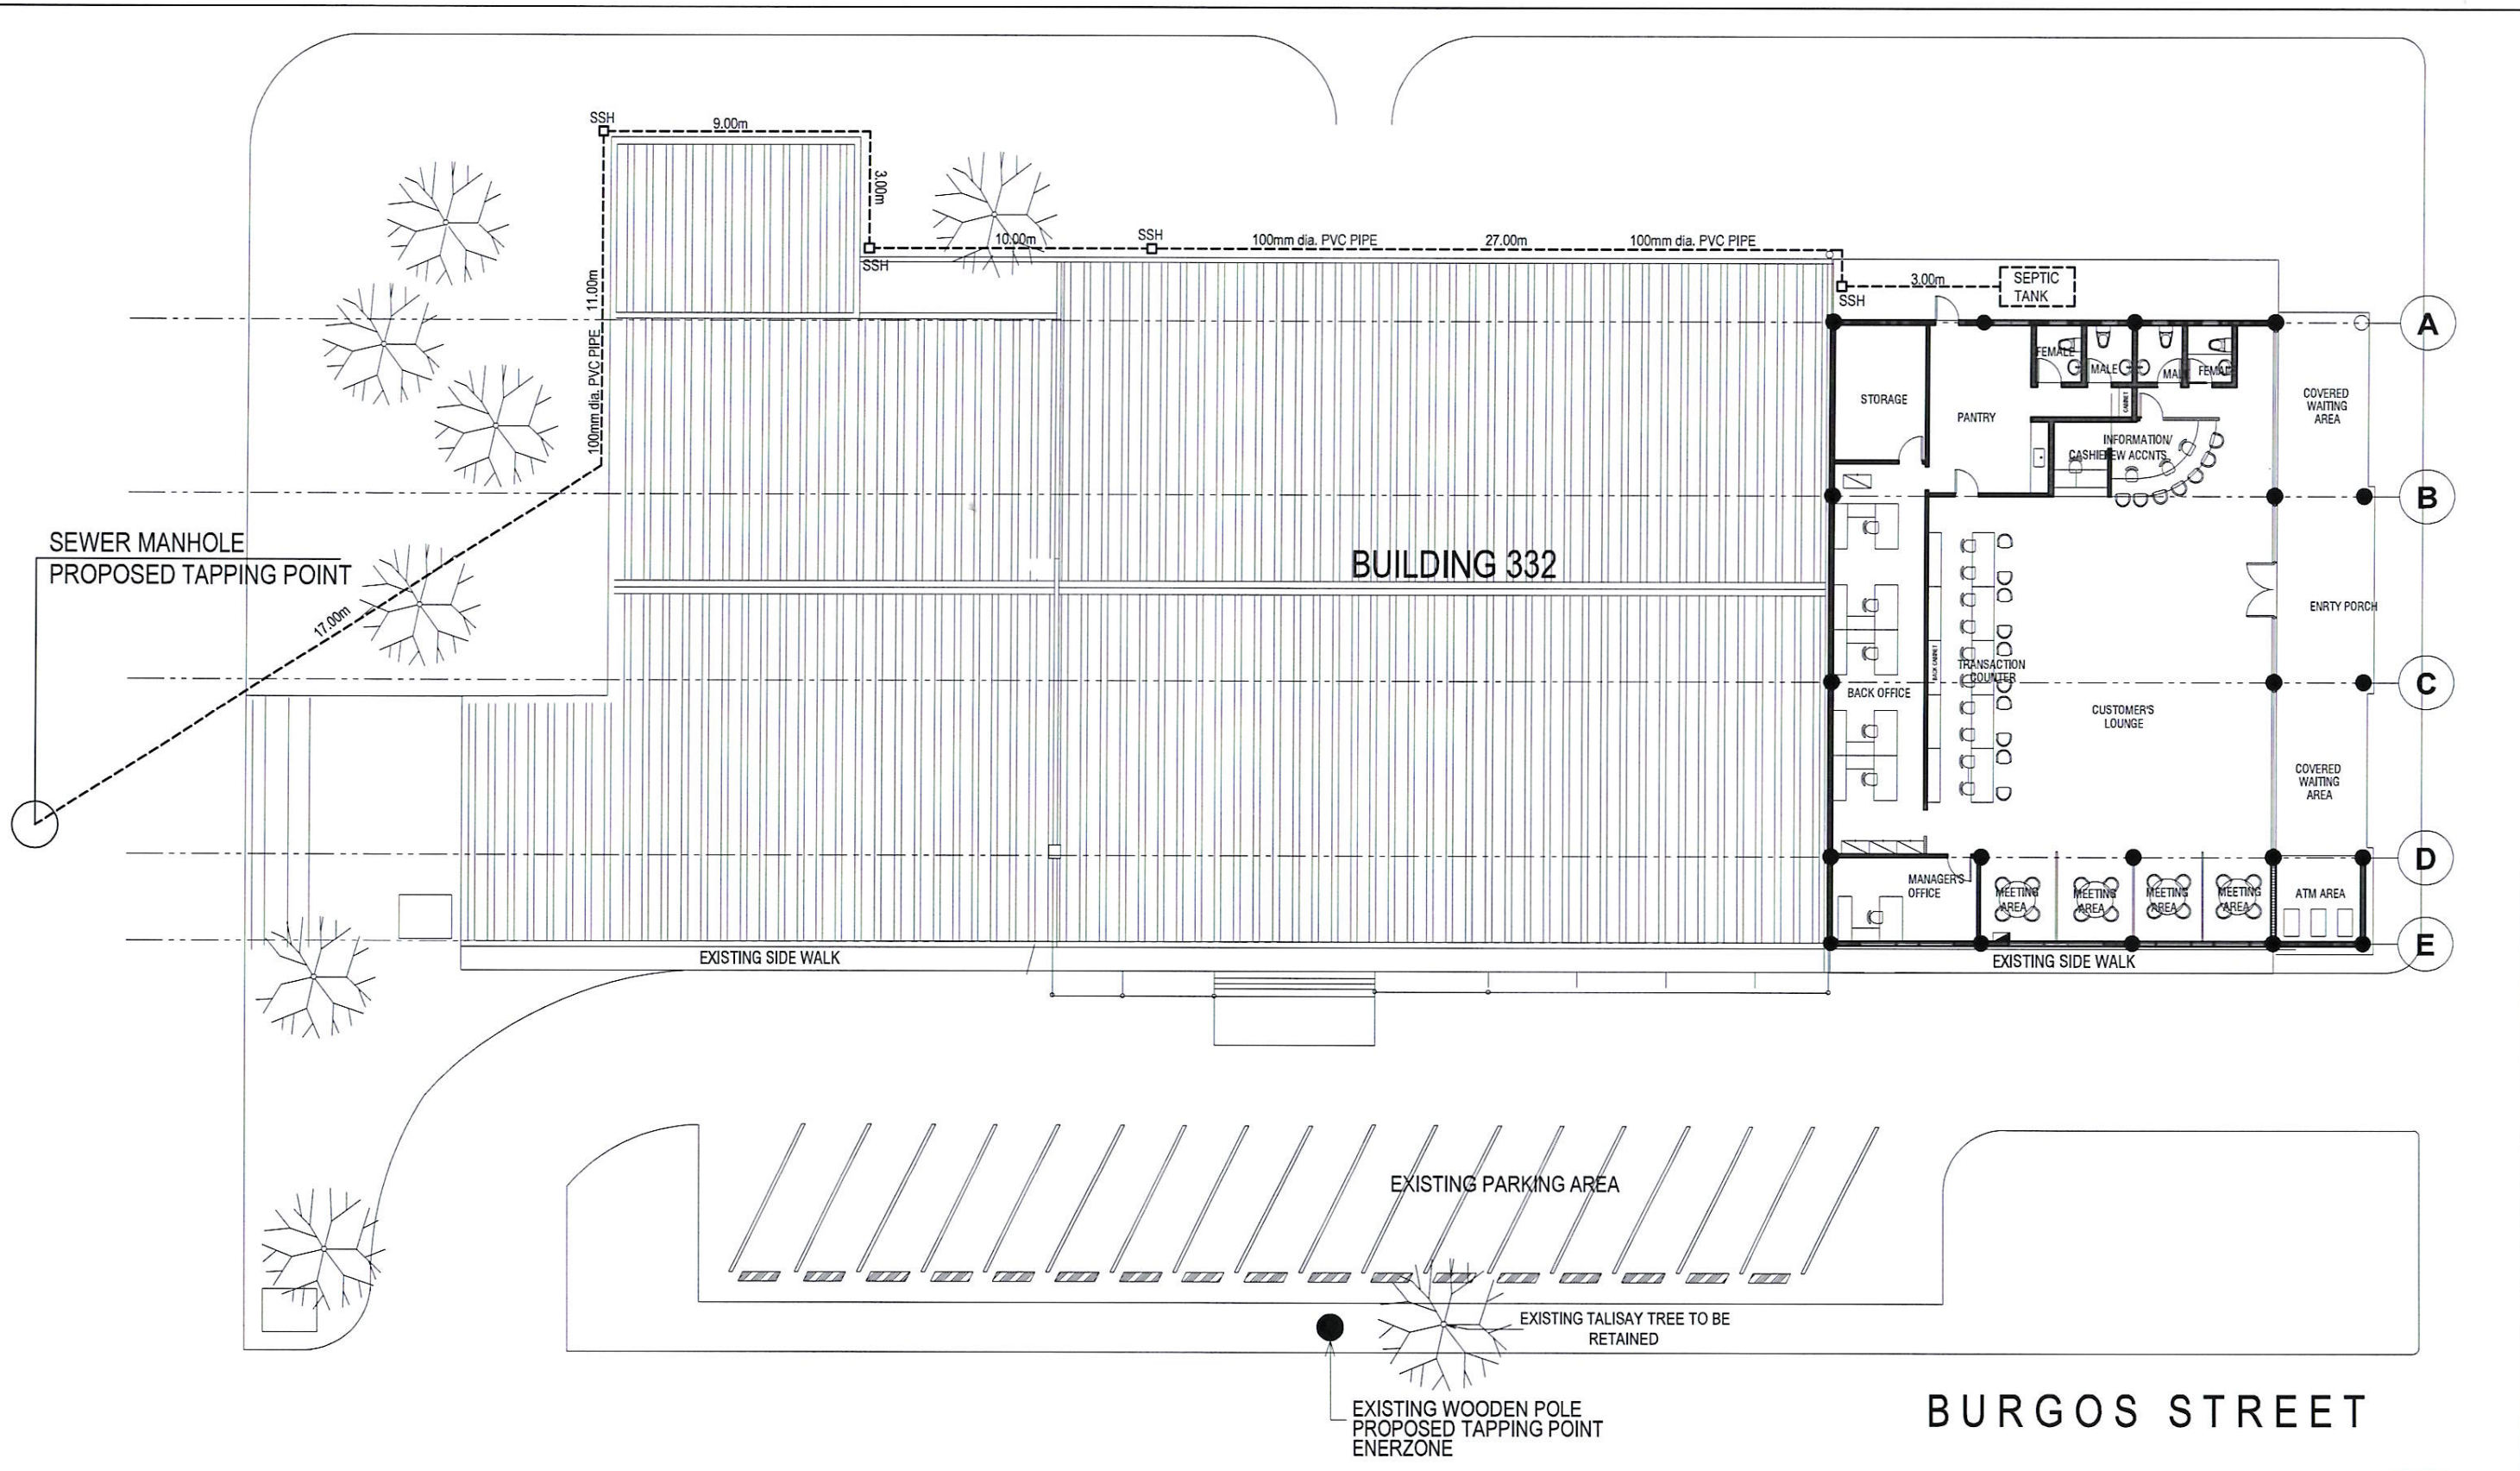 SSH
9.00m
3.00m
10.00m
SSH
100mm dia. PVC PIPE
27.00m
100mm dia. PVC PIPE
SSH
3.00m
SEPTIC
TANK
SSH
11.00m
100mm dia. PVC PIPE
A
FEMALE
MALE
FEMAL
STORAGE
PANTRY
CABINET
COVERED
WAITING
AREA
INFORMATION/
NEW ACCNTS.
B
SEWER MANHOLE
PROPOSED TAPPING POINT
17.00m
BUILDING 332
ENRTY PORCH
BACK CABINET
TRANSACTION
COUNTER
BACK OFFICE
C
CUSTOMER'S
LOUNGE
COVERED
WAITING
AREA
D
MANAGER'S
OFFICE
MEETING
AREA
MEETING
AREA
MEETING
AREA
MEETING
AREA
ATM AREA
E
EXISTING SIDE WALK
EXISTING SIDE WALK
EXISTING PARKING AREA
EXISTING TALISAY TREE TO BE
RETAINED
EXISTING WOODEN POLE
PROPOSED TAPPING POINT
ENERZONE
BURGOS STREET